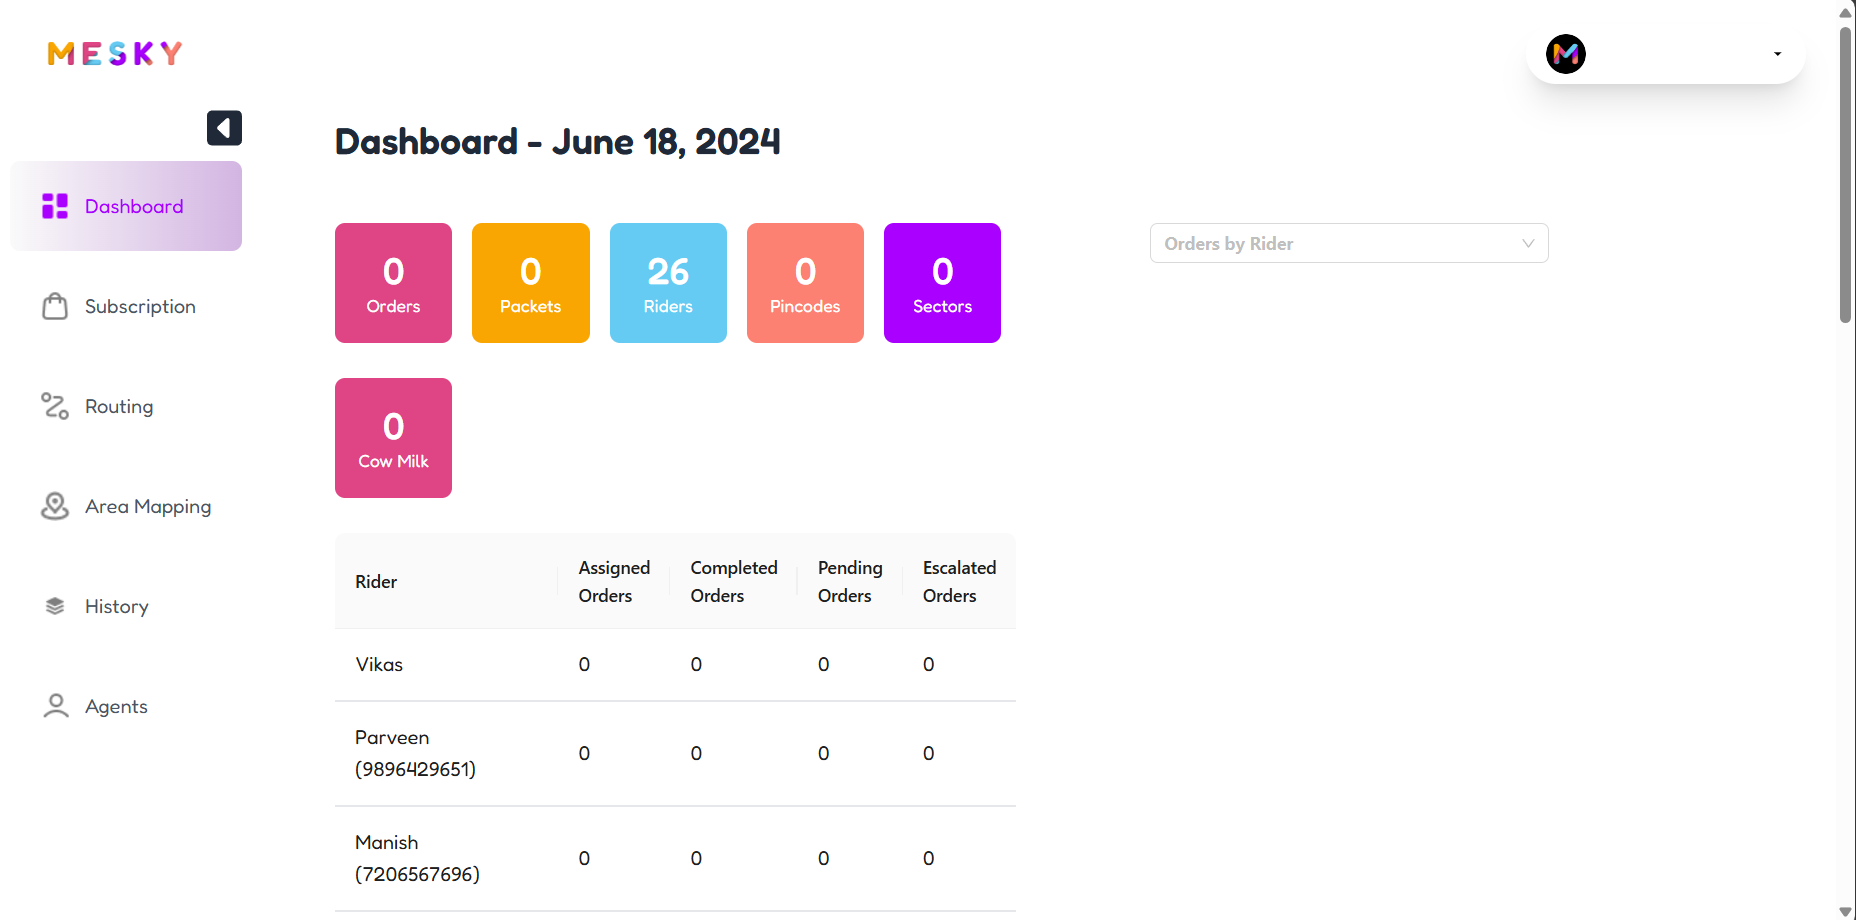 MESKY
Dashboard - June 18, 2024
Dashboard
Subscription
Routing
Area Mapping
History
Agents
0
Orders
0
Packets
26
Riders
0
Pincodes
0
Sectors
Orders by Rider
0
Cow Milk
Rider
Assigned
Orders
Completed
Orders
Pending
Orders
Escalated
Orders
Vikas 0 0 0 0
Parveen
(9896429651) 0 0 0 0
Manish
(7206567696) 0 0 0 0